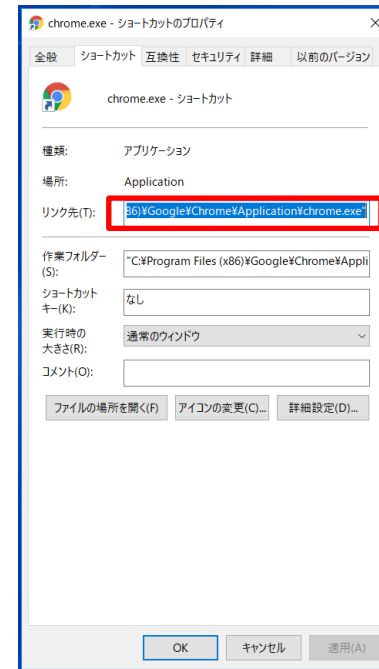 chrome.exe - ショートカットのプロパティ
全般 ショートカット 互換性 セキュリティ 詳細 以前のバージョン
chrome.exe - ショートカット
種類: アプリケーション
場所: Application
リンク先(T): 86)¥Google¥Chrome¥Application¥chrome.exe"
作業フォルダー
(S):
"C:¥Program Files (x86)¥Google¥Chrome¥Appli
ショートカット
キー(K):
なし
実行時の
大きさ(R):
通常のウィンドウ
コメント(O):
ファイルの場所を開く(F) アイコンの変更(C)... 詳細設定(D)...
OK キャンセル 適用(A)